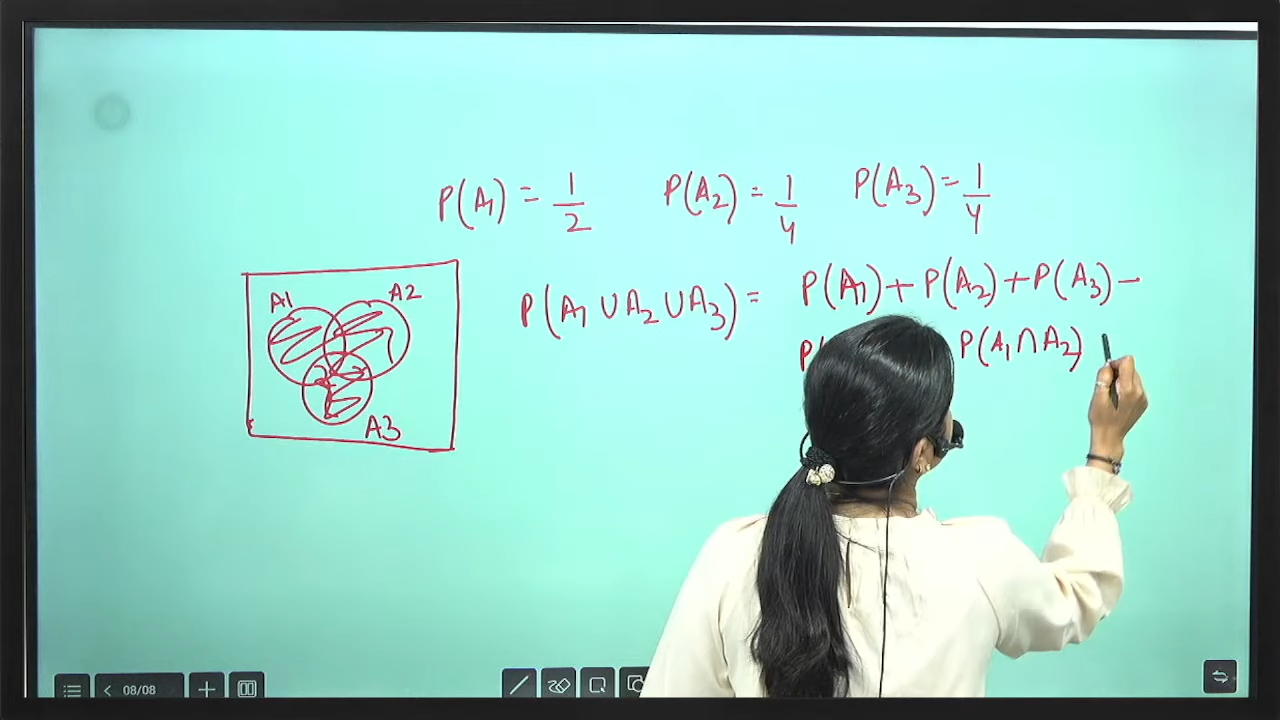 P(A1) = 1/2 P(A2) = 1/4 P(A3) = 1/4
P(A1 ∪ A2 ∪ A3) = P(A1) + P(A2) + P(A3) −
P( P(A1 ∩ A2)
A1
A2
A3
08/08